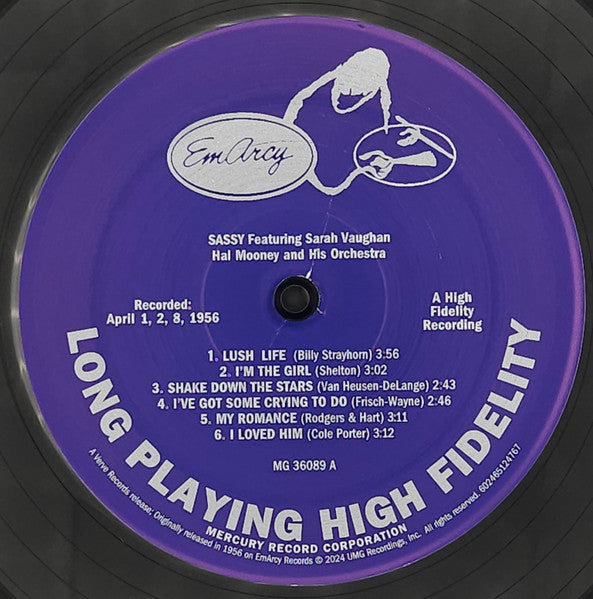 EmArcy
SASSY Featuring Sarah Vaughan
Hal Mooney and His Orchestra
Recorded:
April 1, 2, 8, 1956
A High
Fidelity
Recording
1. LUSH LIFE (Billy Strayhorn) 3:56
2. I'M THE GIRL (Shelton) 3:02
3. SHAKE DOWN THE STARS (Van Heusen-DeLange) 2:43
4. I'VE GOT SOME CRYING TO DO (Frisch-Wayne) 2:46
5. MY ROMANCE (Rodgers & Hart) 3:11
6. I LOVED HIM (Cole Porter) 3:12
MG 36089 A
LONG PLAYING HIGH FIDELITY
MERCURY RECORD CORPORATION
A Verve Records release; Originally released in 1956 on EmArcy Records © 2024 UMG Recordings, Inc. All rights reserved. 602465124767